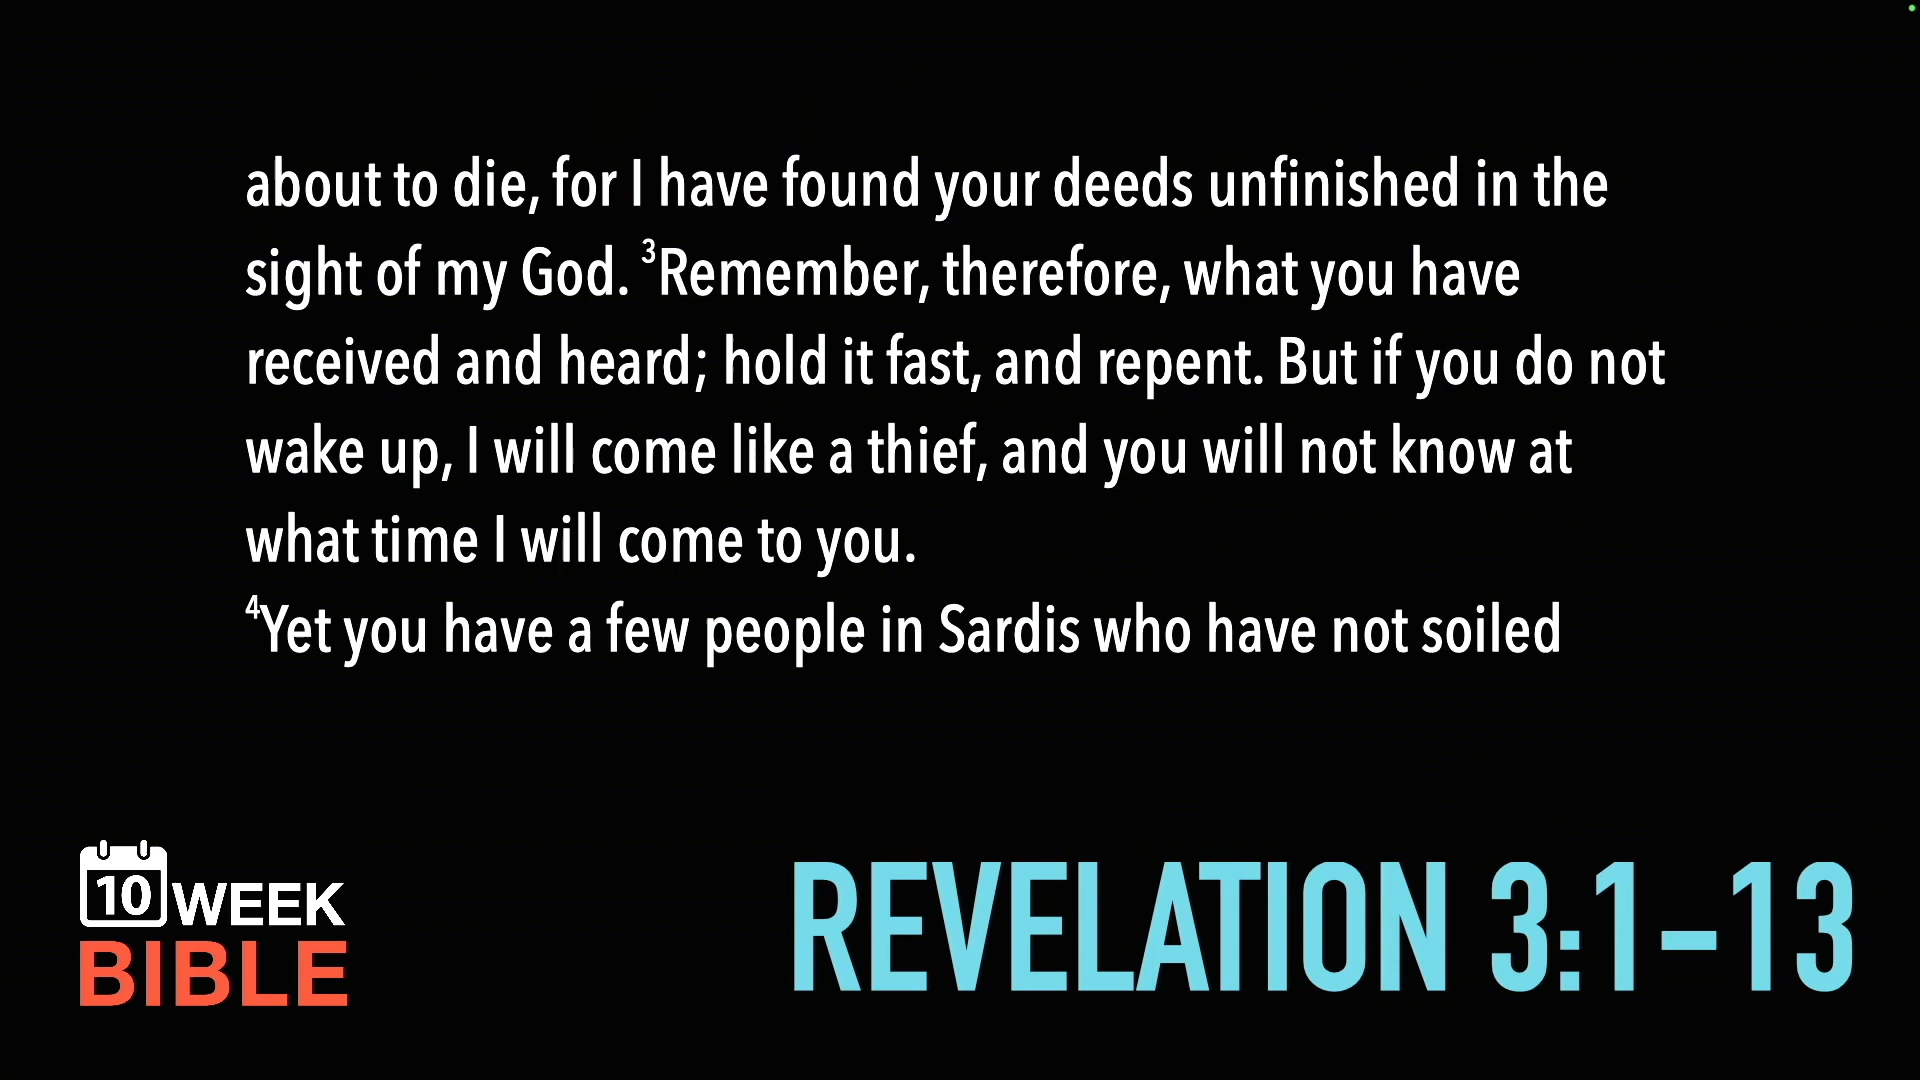 about to die, for I have found your deeds unfinished in the
sight of my God. ³Remember, therefore, what you have
received and heard; hold it fast, and repent. But if you do not
wake up, I will come like a thief, and you will not know at
what time I will come to you.
⁴Yet you have a few people in Sardis who have not soiled
10 WEEK
BIBLE
REVELATION 3:1–13